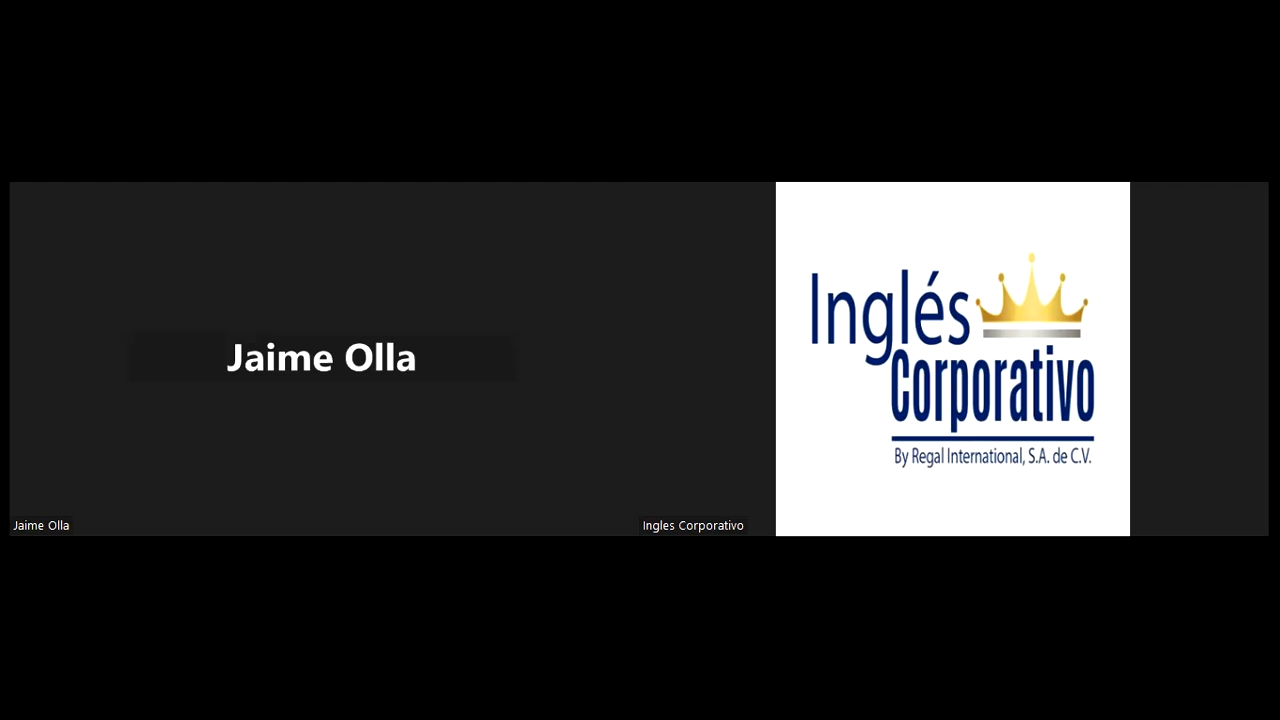 Jaime Olla
Jaime Olla
Ingles Corporativo
Inglés
Corporativo
By Regal International, S.A. de C.V.